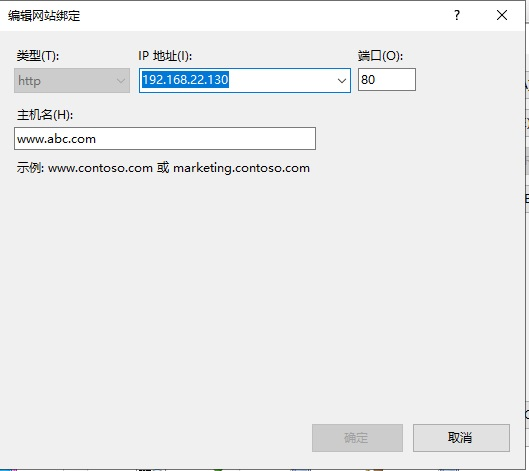 编辑网站绑定
?
类型(T):
IP 地址(I):
端口(O):
http
192.168.22.130
80
主机名(H):
www.abc.com
示例: www.contoso.com 或 marketing.contoso.com
确定
取消